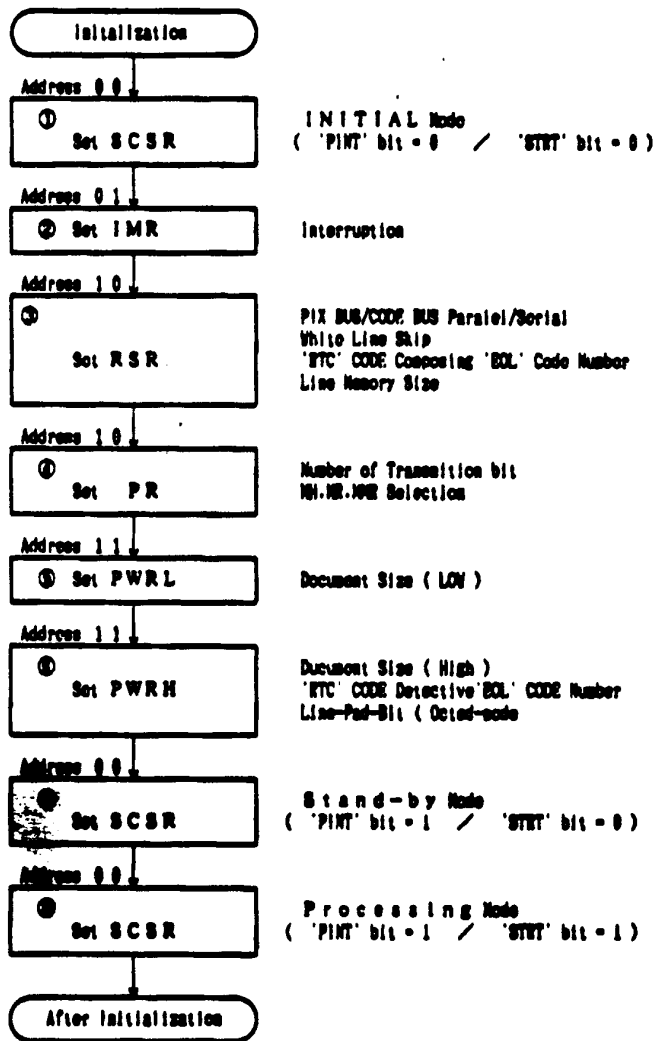 Initialization
Address 0 0
①
Set SCSR
INITIAL Mode
( 'PINT' bit = 0 / 'STRT' bit = 0 )
Address 0 1
② Set IMR
Interruption
Address 1 0
③
Set RSR
PIX BUS/CODE BUS Paralel/Serial
White Line Skip
'RTC' CODE Composing 'EOL' Code Number
Line Memory Size
Address 1 0
④
Set PR
Number of Transmition bit
MH.MR.MMR Selection
Address 1 1
⑤ Set PWRL
Document Size ( LOW )
Address 1 1
⑥
Set PWRH
Ducument Size ( High )
'RTC' CODE Detective 'EOL' CODE Number
Line-Pad-Bit ( Octed-mode
Address 0 0
Set SCSR
Stand-by Mode
( 'PINT' bit = 1 / 'STRT' bit = 0 )
Address 0 0
Set SCSR
Processing Mode
( 'PINT' bit = 1 / 'STRT' bit = 1 )
After Initialization